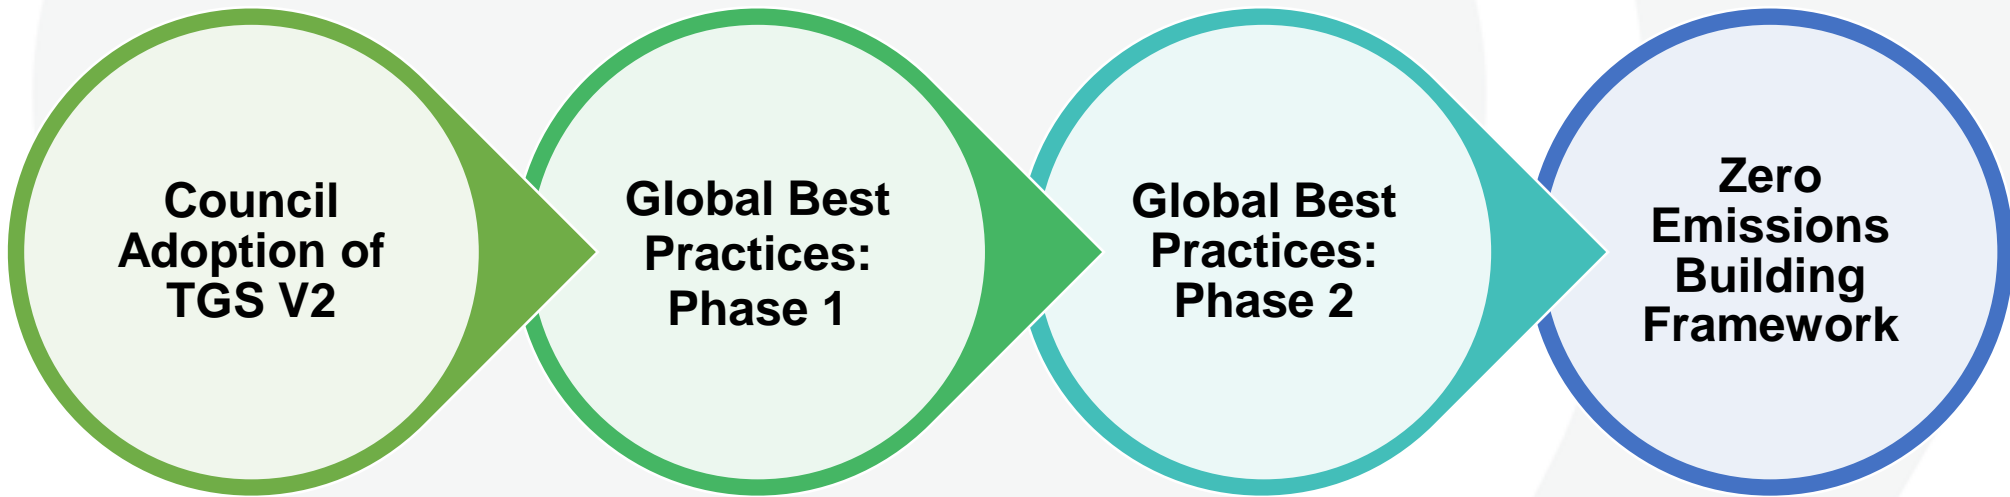 Council
Adoption of
TGS V2
Global Best
Practices:
Phase 1
Global Best
Practices:
Phase 2
Zero
Emissions
Building
Framework